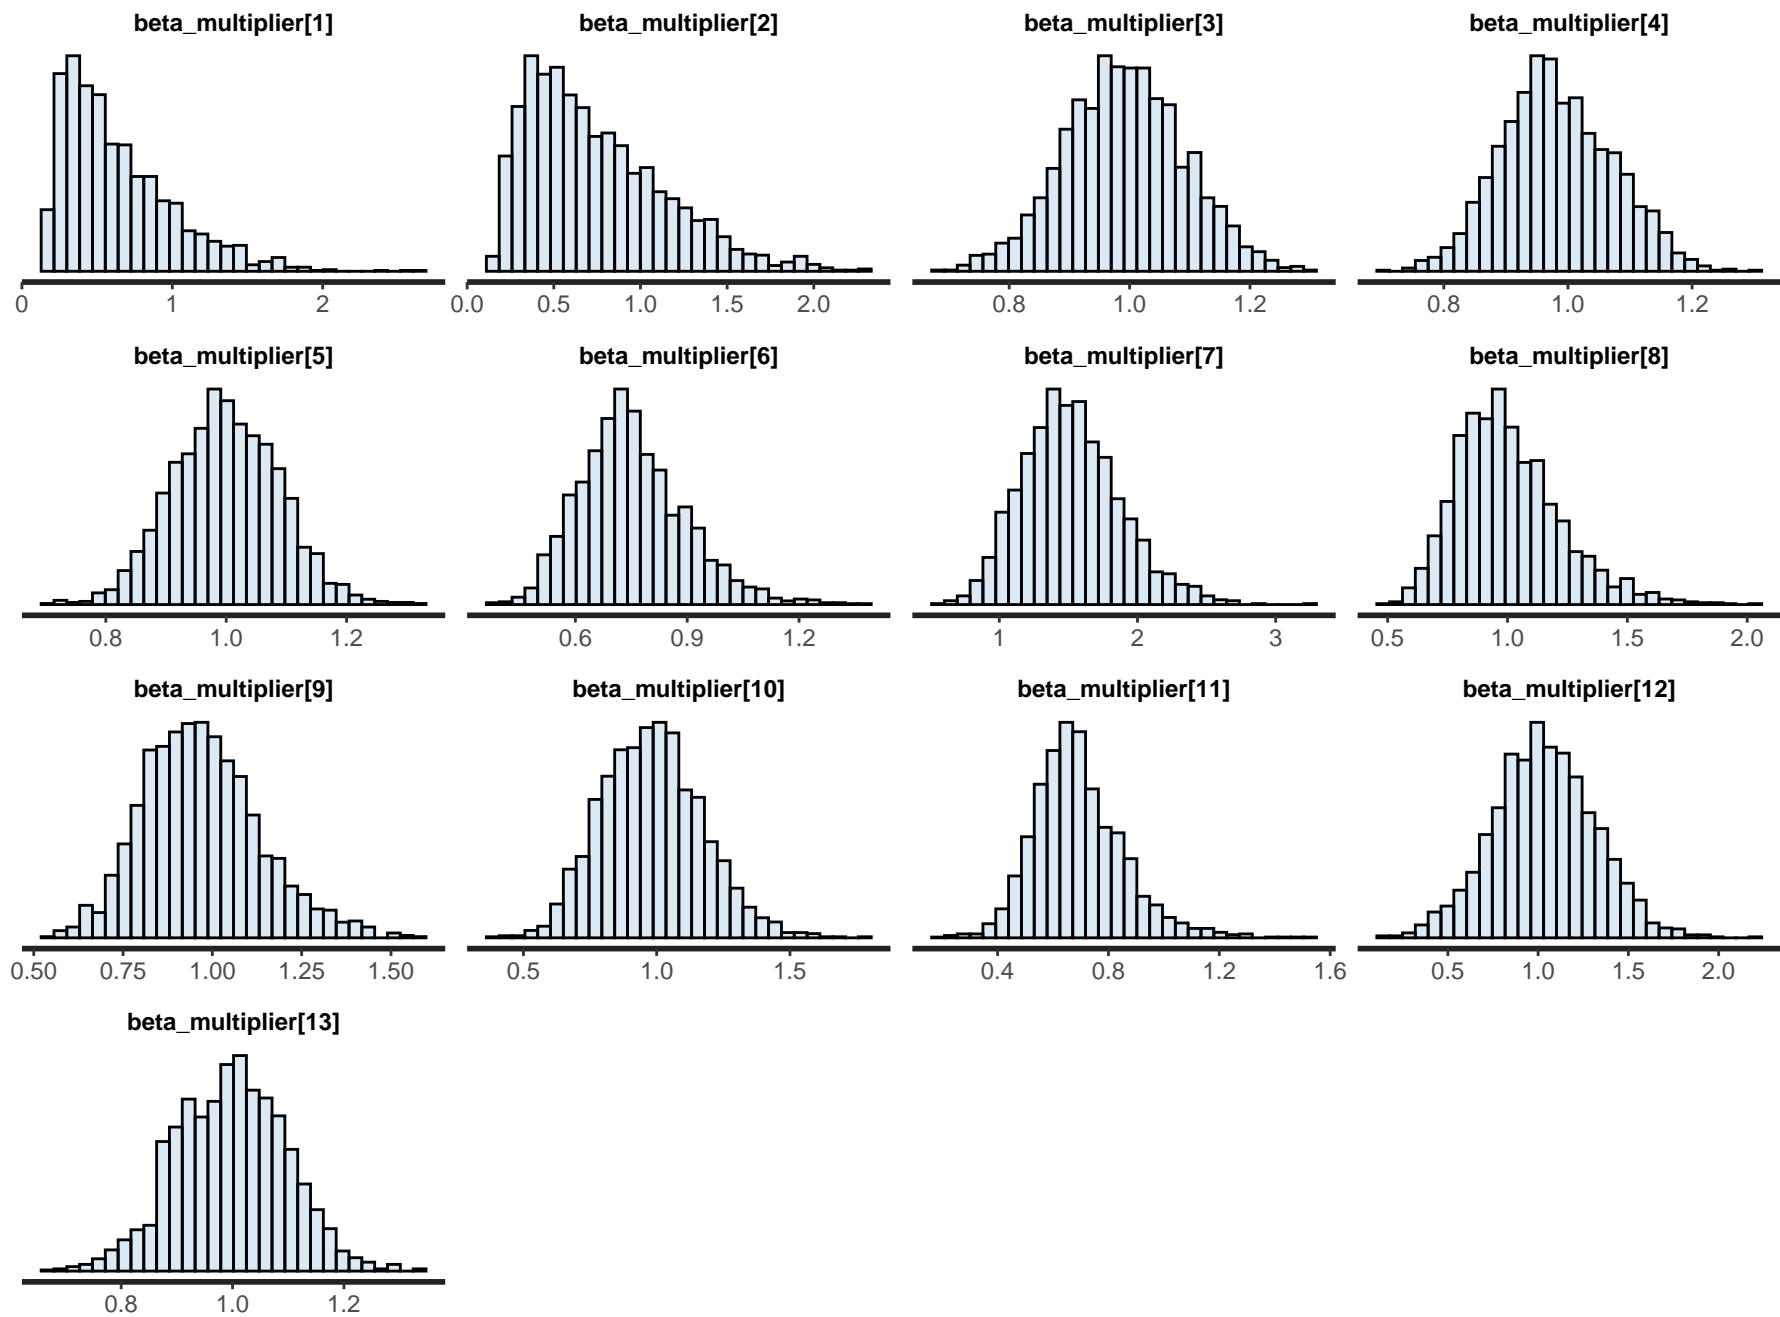 beta_multiplier[1] beta_multiplier[2] beta_multiplier[3] beta_multiplier[4]
0 1 2 0.0 0.5 1.0 1.5 2.0 0.8 1.0 1.2 0.8 1.0 1.2
beta_multiplier[5] beta_multiplier[6] beta_multiplier[7] beta_multiplier[8]
0.8 1.0 1.2 0.6 0.9 1.2 1 2 3 0.5 1.0 1.5 2.0
beta_multiplier[9] beta_multiplier[10] beta_multiplier[11] beta_multiplier[12]
0.50 0.75 1.00 1.25 1.50 0.5 1.0 1.5 0.4 0.8 1.2 1.6 0.5 1.0 1.5 2.0
beta_multiplier[13]
0.8 1.0 1.2